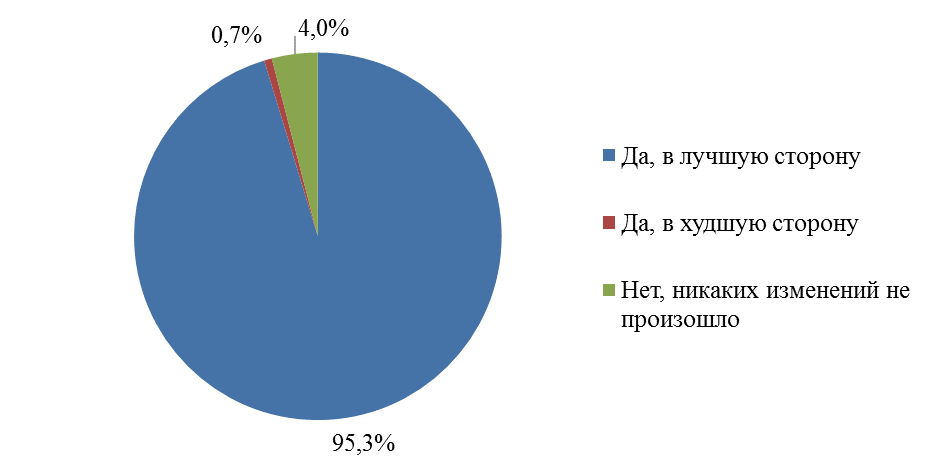 0,7%
4,0%
Да, в лучшую сторону
Да, в худшую сторону
Нет, никаких изменений не
произошло
95,3%